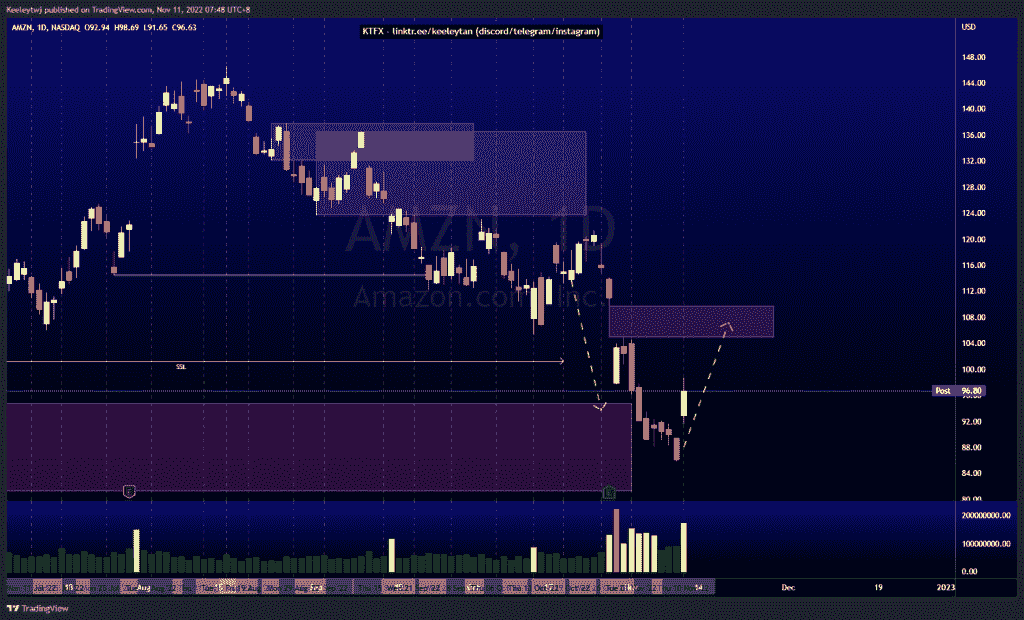 Keeleytwj published on TradingView.com, Nov 11, 2022 07:48 UTC+8
AMZN, 1D, NASDAQ O92.94 H98.69 L91.65 C96.63
KTFX - linktr.ee/keeleytan (discord/telegram/instagram)
USD
148.00
144.00
140.00
136.00
132.00
128.00
124.00
AMZN, 1D
120.00
116.00
Amazon.com Inc.
112.00
108.00
104.00
100.00
SSL
Post 96.80
92.00
88.00
84.00
80.00
200000000.00
100000000.00
0.00
Aug 14 Dec 19 2023
TradingView